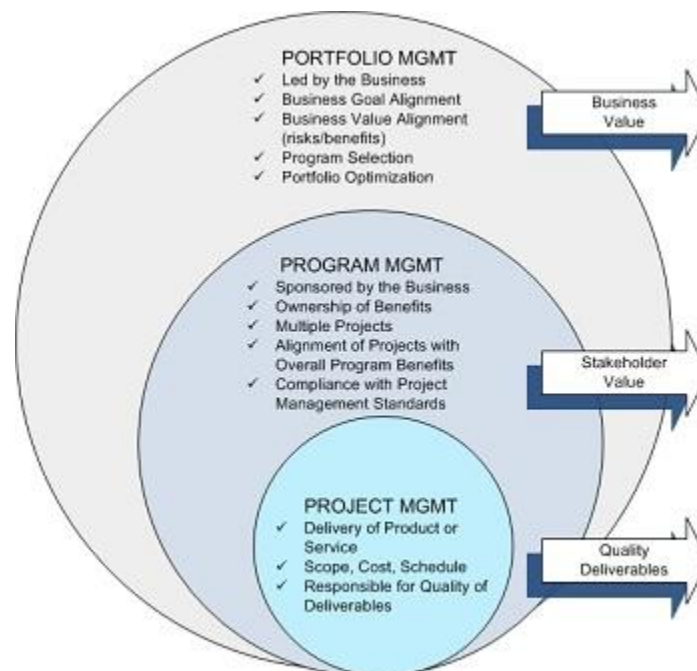 PORTFOLIO MGMT
✓ Led by the Business
✓ Business Goal Alignment
✓ Business Value Alignment
(risks/benefits)
✓ Program Selection
✓ Portfolio Optimization
Business
Value
PROGRAM MGMT
✓ Sponsored by the Business
✓ Ownership of Benefits
✓ Multiple Projects
✓ Alignment of Projects with
Overall Program Benefits
✓ Compliance with Project
Management Standards
Stakeholder
Value
PROJECT MGMT
✓ Delivery of Product or
Service
✓ Scope, Cost, Schedule
✓ Responsible for Quality of
Deliverables
Quality
Deliverables